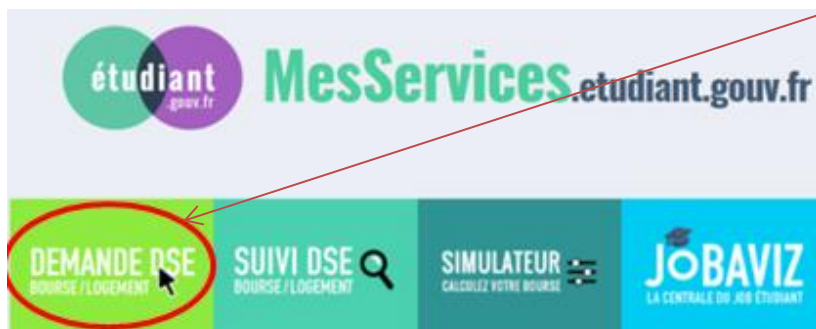 étudiant
.gouv.fr
MesServices.etudiant.gouv.fr
DEMANDE DSE
BOURSE/LOGEMENT
SUIVI DSE
BOURSE/LOGEMENT
SIMULATEUR
CALCULEZ VOTRE BOURSE
JOBAVIZ
LA CENTRALE DU JOB ÉTUDIANT